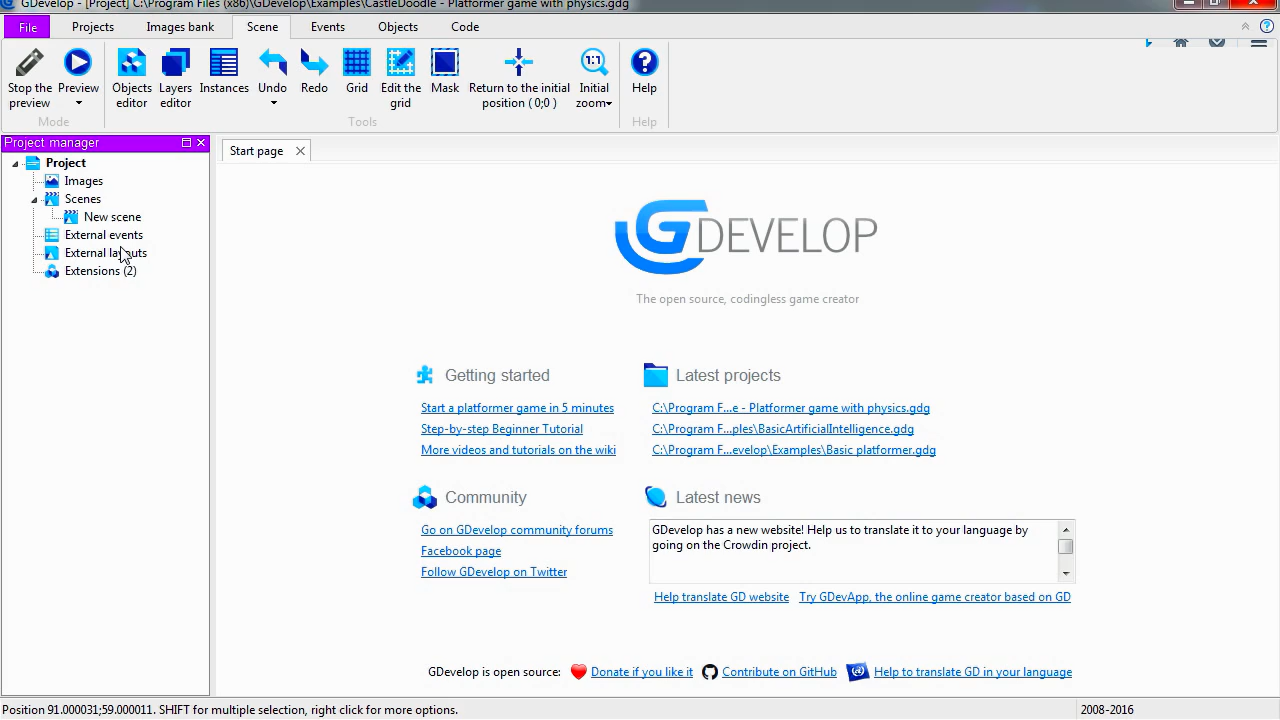 GDevelop - [Project] C:\Program Files (x86)\GDevelop\Examples\CastleDoodle - Platformer game with physics.gdg
File Projects Images bank Scene Events Objects Code
Stop the preview
Preview
Objects editor
Layers editor
Instances
Undo
Redo
Grid
Edit the grid
Mask
Return to the initial position ( 0;0 )
1:1
Initial zoom
Help
Mode
Tools
Help
Project manager
Project
Images
Scenes
New scene
External events
External layouts
Extensions (2)
Start page
GDEVELOP
The open source, codingless game creator
Getting started
Start a platformer game in 5 minutes
Step-by-step Beginner Tutorial
More videos and tutorials on the wiki
Latest projects
C:\Program F...e - Platformer game with physics.gdg
C:\Program F...ples\BasicArtificialIntelligence.gdg
C:\Program F...evelop\Examples\Basic platformer.gdg
Community
Go on GDevelop community forums
Facebook page
Follow GDevelop on Twitter
Latest news
GDevelop has a new website! Help us to translate it to your language by
going on the Crowdin project.
Help translate GD website Try GDevApp, the online game creator based on GD
GDevelop is open source: Donate if you like it Contribute on GitHub Help to translate GD in your language
Position 91.000031;59.000011. SHIFT for multiple selection, right click for more options.
2008-2016